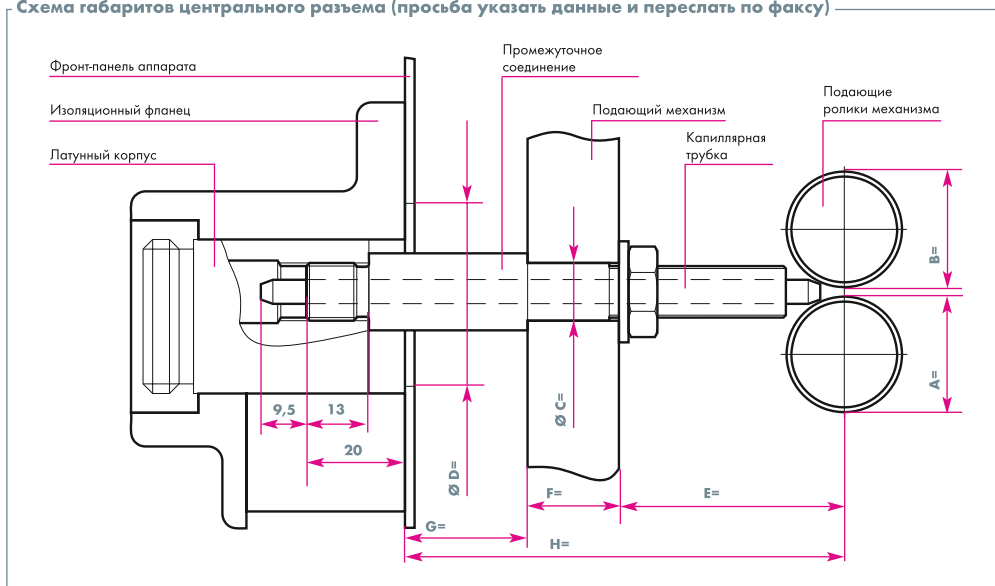 Схема габаритов центрального разъема (просьба указать данные и переслать по факсу)
Фронт-панель аппарата
Изоляционный фланец
Латунный корпус
Промежуточное
соединение
Подающий механизм
Капиллярная
трубка
Подающие
ролики механизма
B=
A=
9,5
13
20
Ø D=
Ø C=
F=
E=
G=
H=